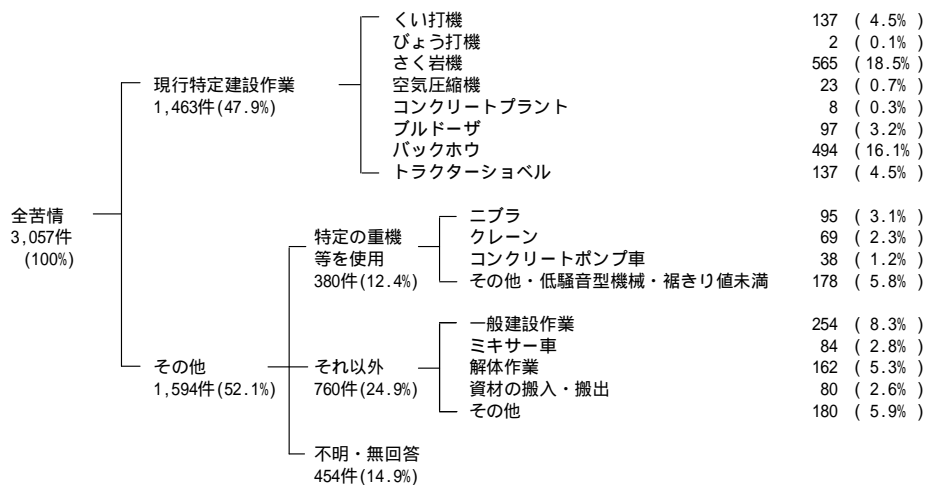 くい打機 137 ( 4.5% )
びょう打機 2 ( 0.1% )
さく岩機 565 ( 18.5% )
現行特定建設作業 空気圧縮機 23 ( 0.7% )
1,463件(47.9%) コンクリートプラント 8 ( 0.3% )
ブルドーザ 97 ( 3.2% )
バックホウ 494 ( 16.1% )
トラクターショベル 137 ( 4.5% )
全苦情
3,057件
(100%)
ニブラ 95 ( 3.1% )
特定の重機 クレーン 69 ( 2.3% )
等を使用 コンクリートポンプ車 38 ( 1.2% )
380件(12.4%) その他・低騒音型機械・裾きり値未満 178 ( 5.8% )
一般建設作業 254 ( 8.3% )
ミキサー車 84 ( 2.8% )
その他 それ以外 解体作業 162 ( 5.3% )
1,594件(52.1%) 760件(24.9%) 資材の搬入・搬出 80 ( 2.6% )
その他 180 ( 5.9% )
不明・無回答
454件(14.9%)